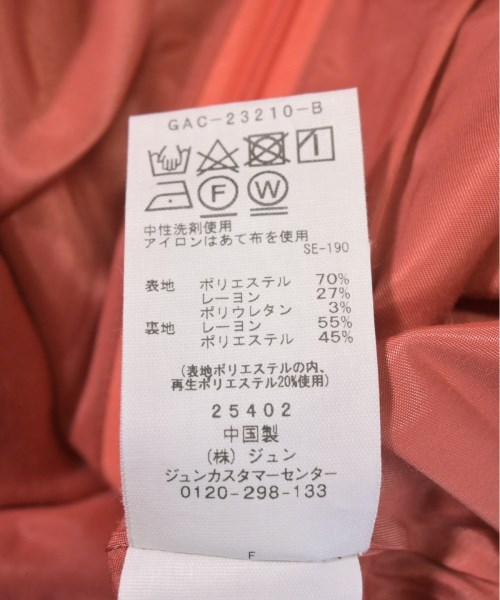 GAC-23210-B
F W
中性洗剤使用
アイロンはあて布を使用
SE-190
表地 ポリエステル 70%
レーヨン 27%
ポリウレタン 3%
裏地 レーヨン 55%
ポリエステル 45%
(表地ポリエステルの内、
再生ポリエステル20%使用)
25402
中国製
(株) ジュン
ジュンカスタマーセンター
0120-298-133